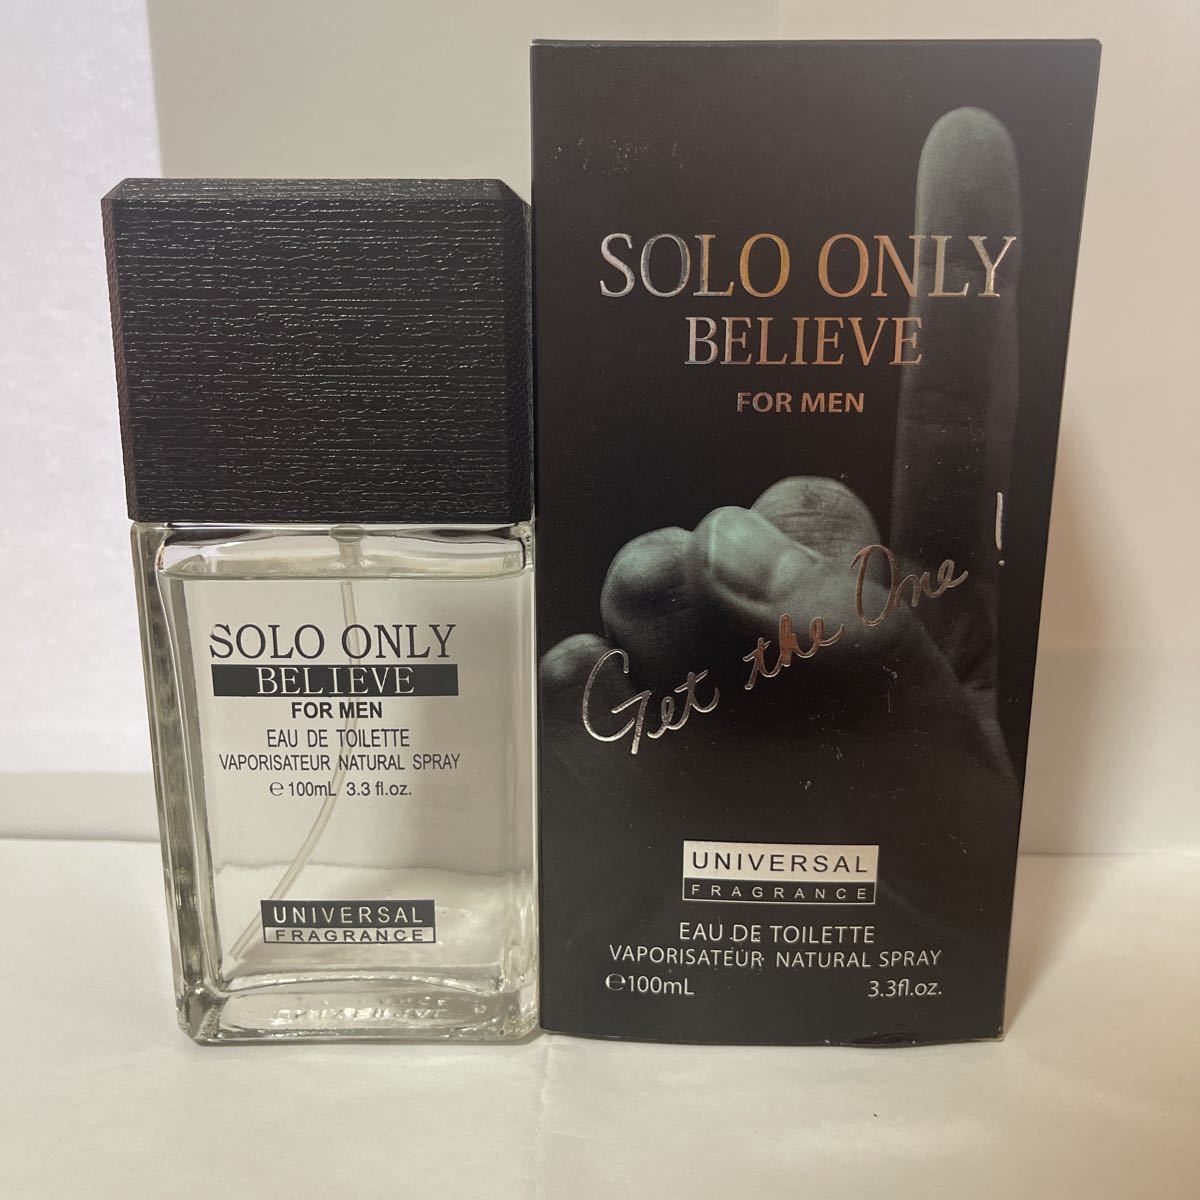 SOLO ONLY
BELIEVE
FOR MEN
EAU DE TOILETTE
VAPORISATEUR NATURAL SPRAY
℮100mL 3.3 fl.oz.
UNIVERSAL
FRAGRANCE
SOLO ONLY
BELIEVE
FOR MEN
Get the One!
UNIVERSAL
FRAGRANCE
EAU DE TOILETTE
VAPORISATEUR NATURAL SPRAY
℮100mL 3.3fl.oz.